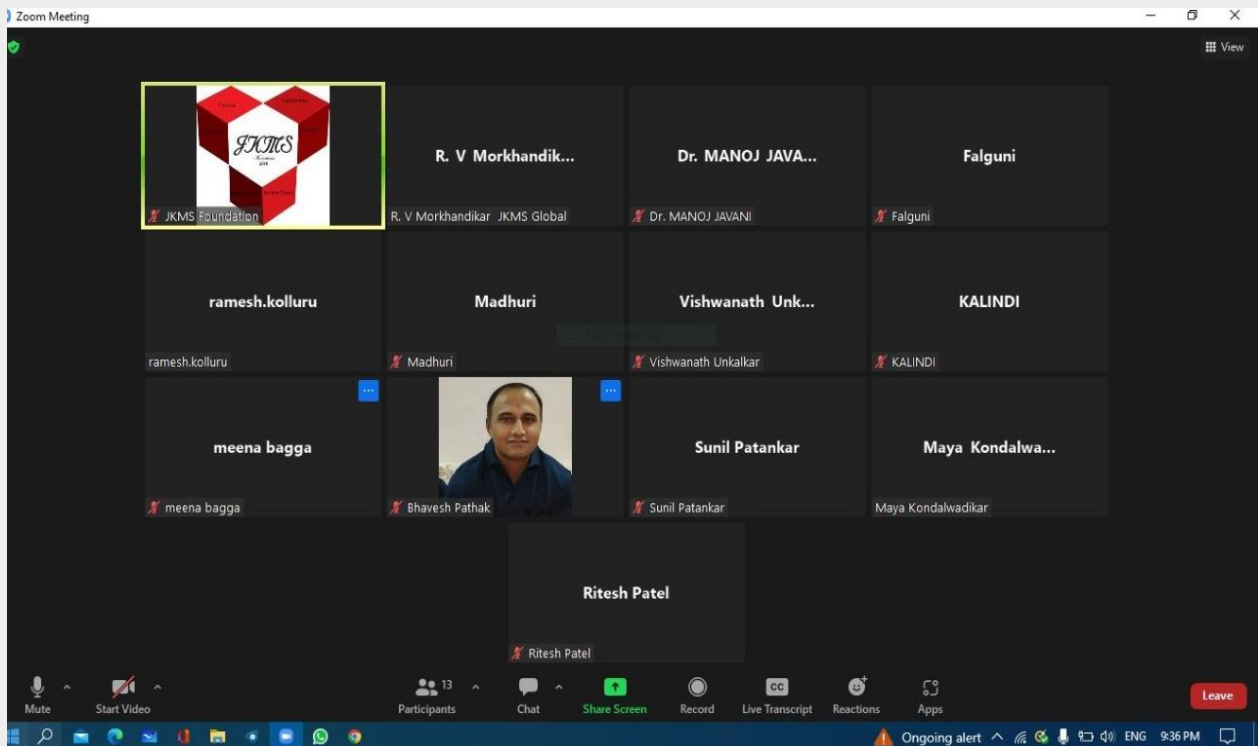 Zoom Meeting
View
JKMS
JKMS Foundation
R. V Morkhandik...
R. V Morkhandikar JKMS Global
Dr. MANOJ JAVA...
Dr. MANOJ JAVANI
Falguni
Falguni
ramesh.kolluru
ramesh.kolluru
Madhuri
Madhuri
Vishwanath Unk...
Vishwanath Unkalkar
KALINDI
KALINDI
meena bagga
meena bagga
Bhavesh Pathak
Sunil Patankar
Sunil Patankar
Maya Kondalwa...
Maya Kondalwadikar
Ritesh Patel
Ritesh Patel
Mute
Start Video
13
Participants
Chat
Share Screen
Record
CC
Live Transcript
Reactions
Apps
Leave
Ongoing alert
ENG
9:36 PM